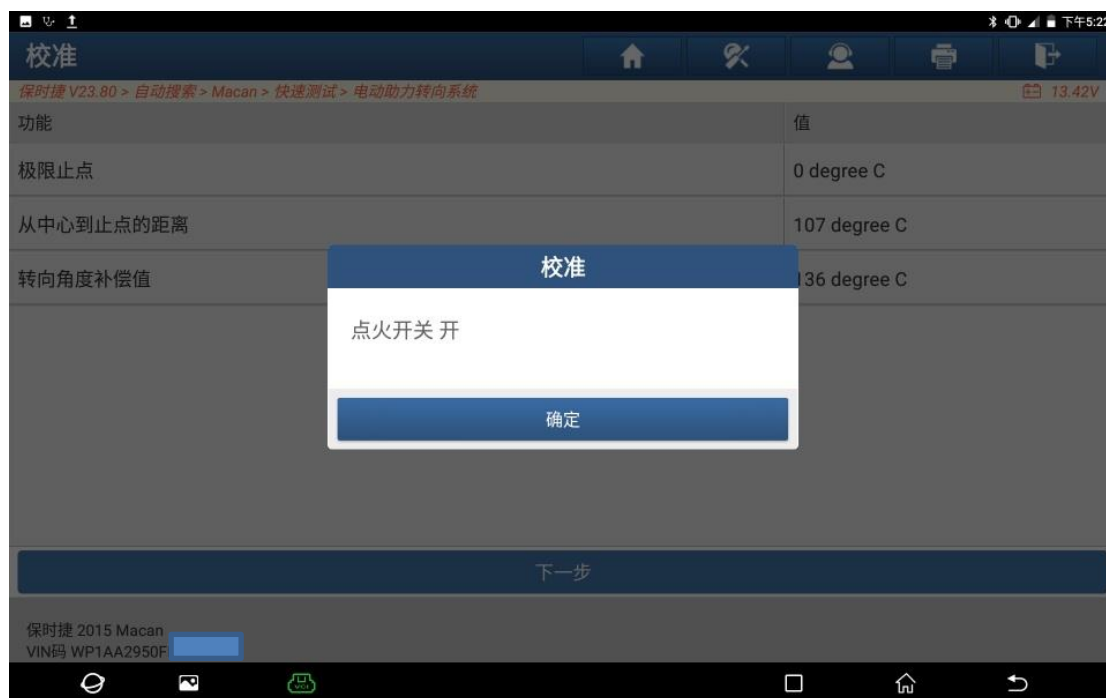 下午5:22
校准
保时捷 V23.80 > 自动搜索 > Macan > 快速测试 > 电动助力转向系统
13.42V
功能
值
极限止点
0 degree C
从中心到止点的距离
107 degree C
转向角度补偿值
136 degree C
校准
点火开关 开
确定
下一步
保时捷 2015 Macan
VIN码 WP1AA2950F
VCI